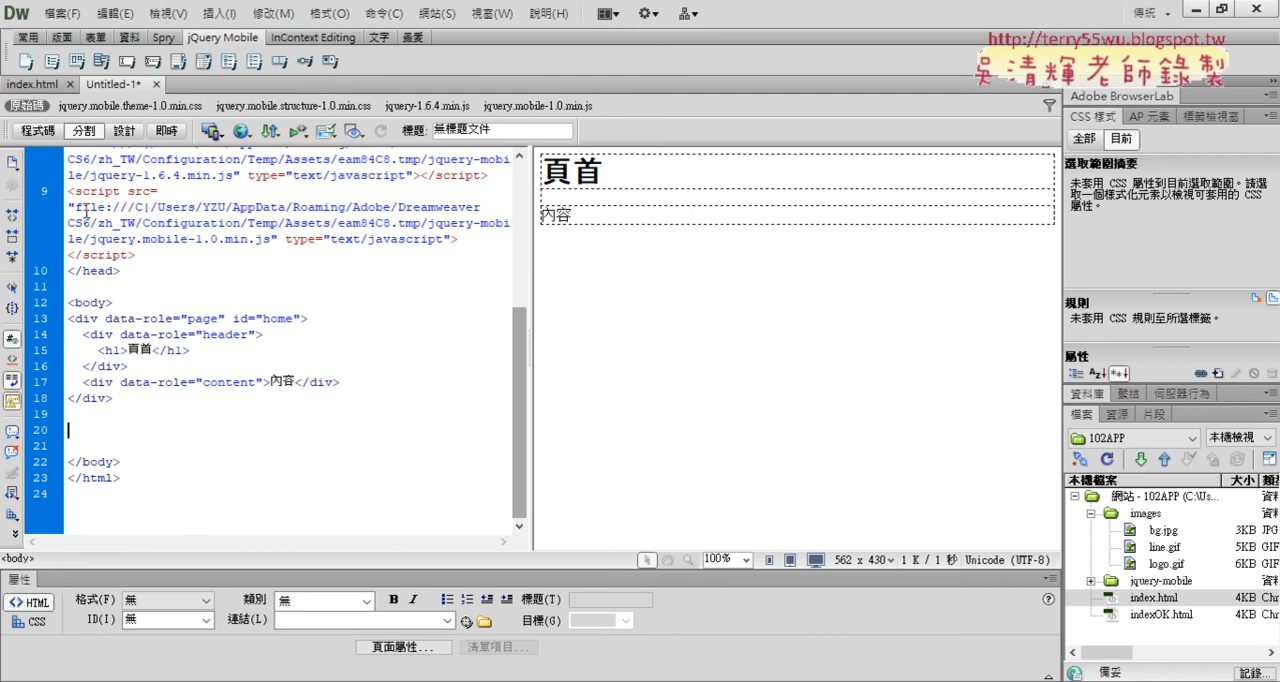 Dw 檔案(F) 編輯(E) 檢視(V) 插入(I) 修改(M) 格式(O) 命令(C) 網站(S) 視窗(W) 說明(H) 傳統
常用 版面 表單 資料 Spry jQuery Mobile InContext Editing 文字 最愛
http://terry55wu.blogspot.tw
吳清輝老師錄製
index.html Untitled-1*
原始碼 jquery.mobile.theme-1.0.min.css jquery.mobile.structure-1.0.min.css jquery-1.6.4.min.js jquery.mobile-1.0.min.js
程式碼 分割 設計 即時 標題: 無標題文件
CS6/zh_TW/Configuration/Temp/Assets/eam84C8.tmp/jquery-mobi
le/jquery-1.6.4.min.js" type="text/javascript"></script>
9 <script src=
"file:///C|/Users/YZU/AppData/Roaming/Adobe/Dreamweaver
CS6/zh_TW/Configuration/Temp/Assets/eam84C8.tmp/jquery-mobi
le/jquery.mobile-1.0.min.js" type="text/javascript">
</script>
10 </head>
11
12 <body>
13 <div data-role="page" id="home">
14 <div data-role="header">
15 <h1>頁首</h1>
16 </div>
17 <div data-role="content">內容</div>
18 </div>
19
20
21
22 </body>
23 </html>
24
頁首
內容
<body>
100% 562 x 430 1 K / 1 秒 Unicode (UTF-8)
屬性
HTML 格式(F) 無 類別 無 B I 標題(T)
CSS ID(I) 無 連結(L) 目標(G)
頁面屬性... 清單項目...
Adobe BrowserLab
CSS 樣式 AP 元素 標籤檢視窗
全部 目前
選取範圍摘要
未套用 CSS 屬性到目前選取範圍。請選
取一個樣式化元素以檢視可套用的 CSS
屬性。
規則
未套用 CSS 規則至所選標籤。
屬性
資料庫 繫結 伺服器行為
檔案 資源 片段
102APP 本機檢視
本機檔案 大小 類
網站 - 102APP (C:\Us... 資
images 資
bg.jpg 3KB JPG
line.gif 5KB GIF
logo.gif 6KB GIF
jquery-mobile 資
index.html 4KB Chr
indexOK.html 4KB Chr
備妥 記錄...